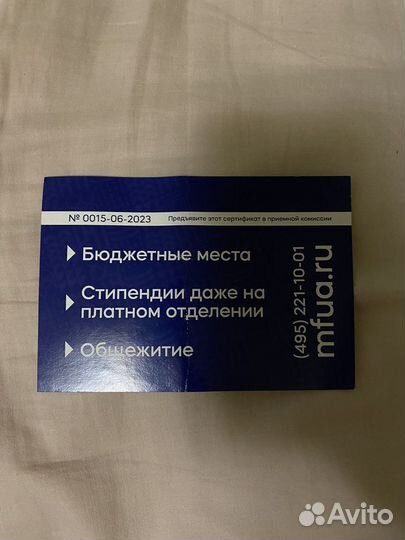 № 0015-06-2023 Предъявите этот сертификат в приемной комиссии
Бюджетные места
Стипендии даже на
платном отделении
Общежитие
(495) 221-10-01
mfua.ru
Avito